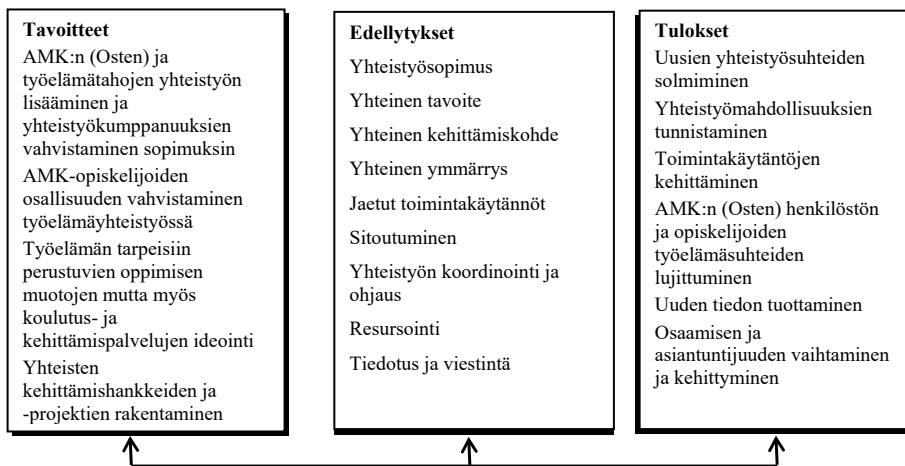 Tavoitteet
AMK:n (Osten) ja
työelämätahojen yhteistyön
lisääminen ja
yhteistyökumppanuuksien
vahvistaminen sopimuksin
AMK-opiskelijoiden
osallisuuden vahvistaminen
työelämäyhteistyössä
Työelämän tarpeisiin
perustuvien oppimisen
muotojen mutta myös
koulutus- ja
kehittämispalvelujen ideointi
Yhteisten
kehittämishankkeiden ja
-projektien rakentaminen
Edellytykset
Yhteistyösopimus
Yhteinen tavoite
Yhteinen kehittämiskohde
Yhteinen ymmärrys
Jaetut toimintakäytännöt
Sitoutuminen
Yhteistyön koordinointi ja
ohjaus
Resursointi
Tiedotus ja viestintä
Tulokset
Uusien yhteistyösuhteiden
solmiminen
Yhteistyömahdollisuuksien
tunnistaminen
Toimintakäytäntöjen
kehittäminen
AMK:n (Osten) henkilöstön
ja opiskelijoiden
työelämäsuhteiden
lujittuminen
Uuden tiedon tuottaminen
Osaamisen ja
asiantuntijuuden vaihtaminen
ja kehittyminen